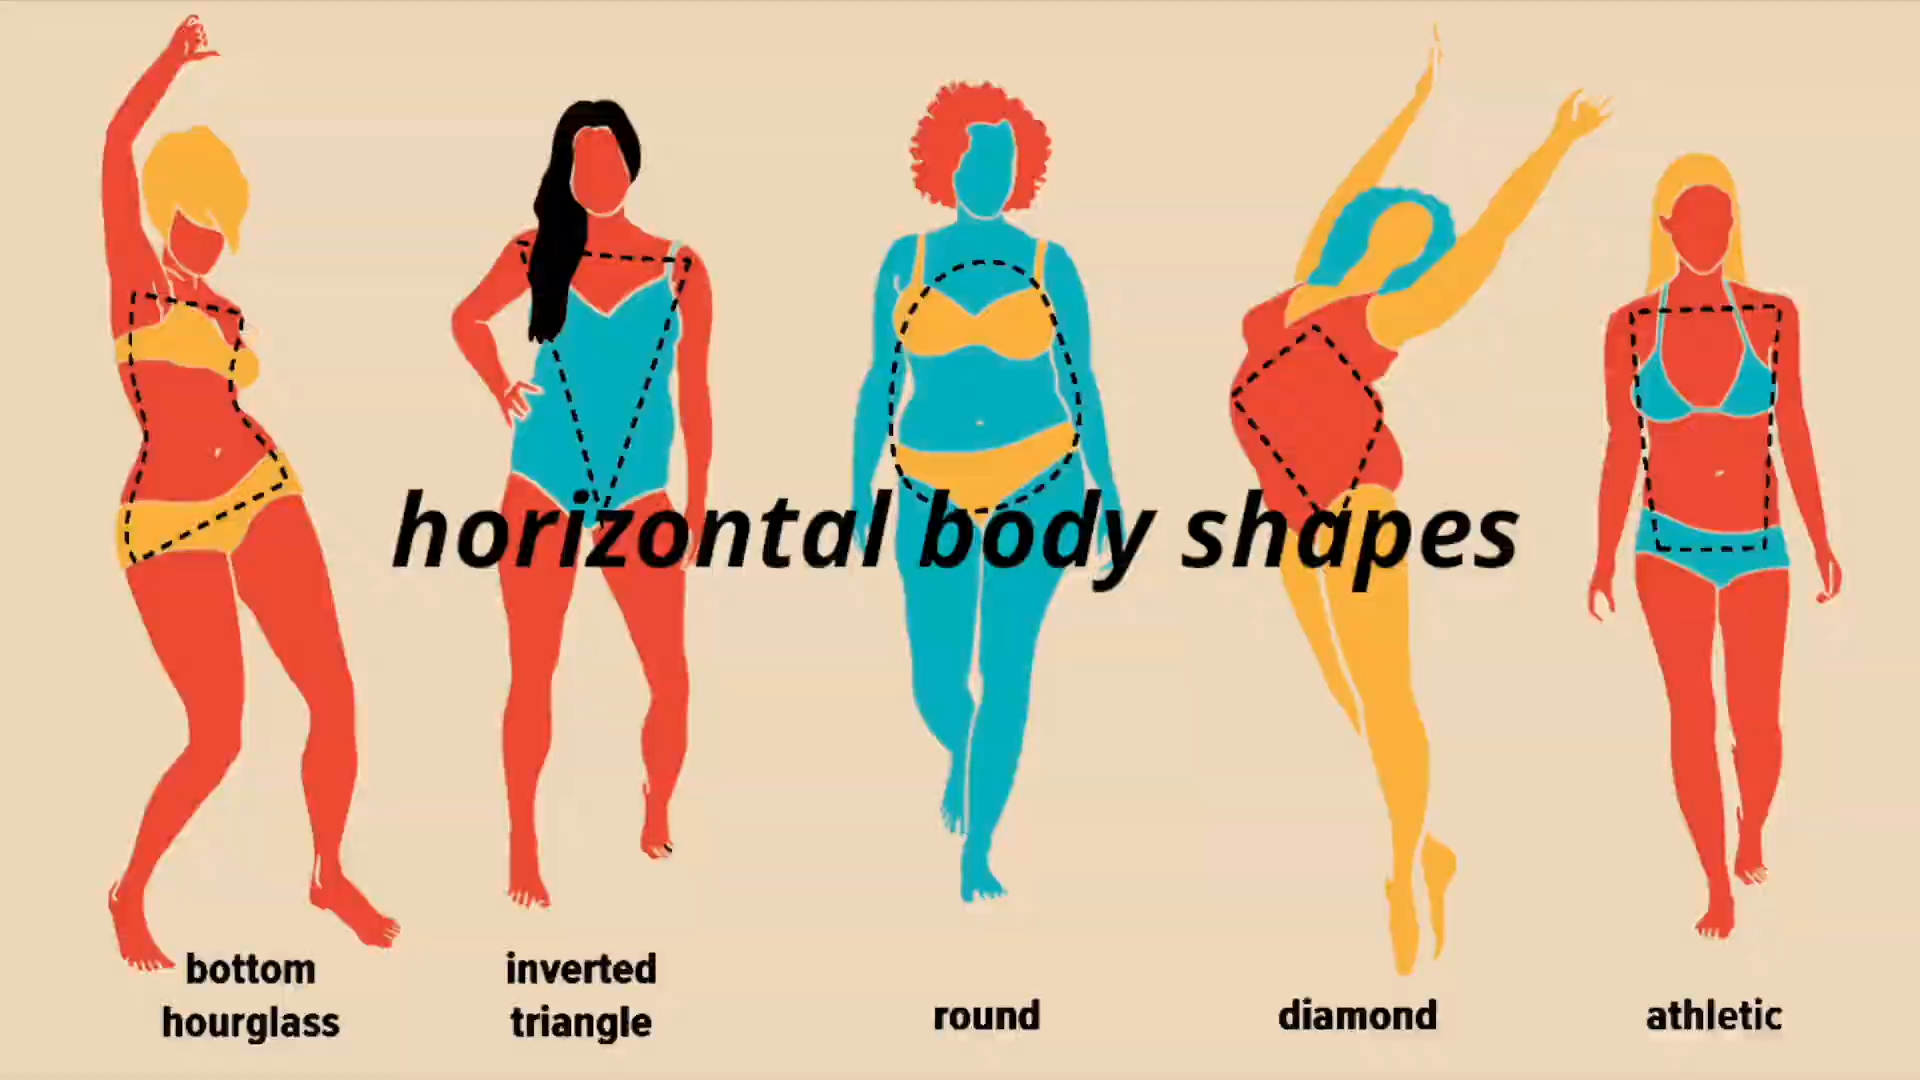 horizontal body shapes
bottom
hourglass
inverted
triangle
round
diamond
athletic